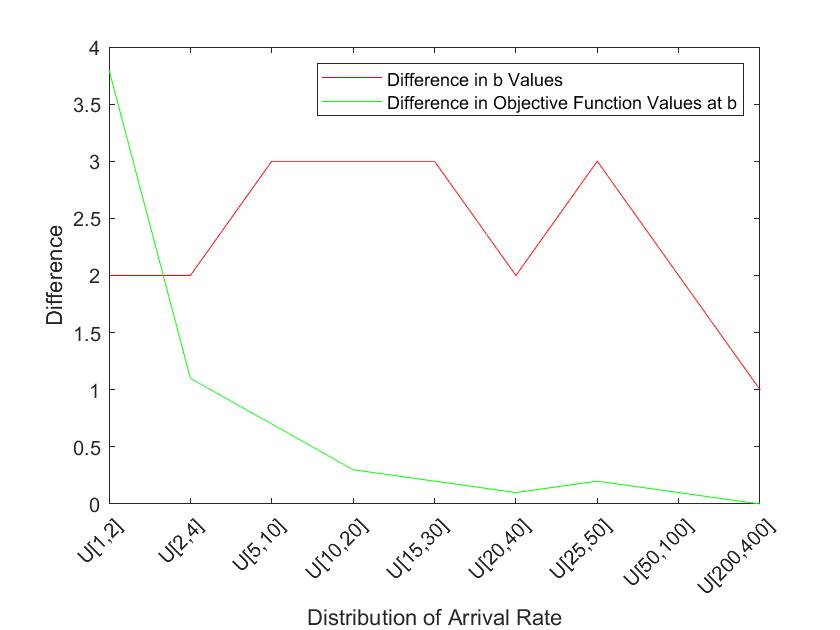 4
3.5
3
2.5
2
1.5
1
0.5
0
Difference
Difference in b Values
Difference in Objective Function Values at b
U[1,2]
U[2,4]
U[5,10]
U[10,20]
U[15,30]
U[20,40]
U[25,50]
U[50,100]
U[200,400]
Distribution of Arrival Rate